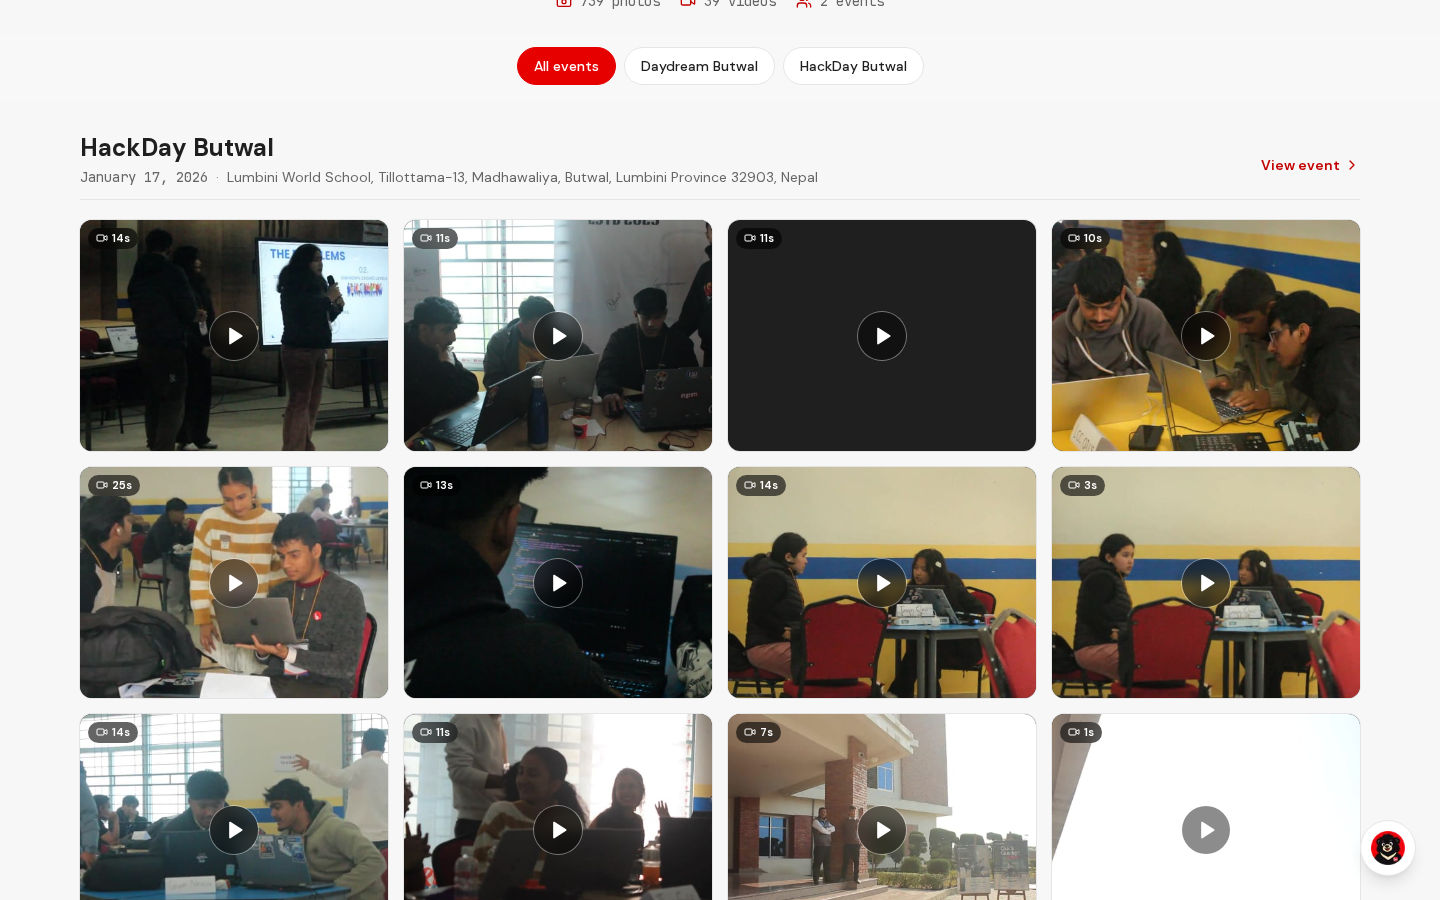 739 photos 39 videos 2 events
All events Daydream Butwal HackDay Butwal
HackDay Butwal
January 17, 2026 · Lumbini World School, Tillottama-13, Madhawaliya, Butwal, Lumbini Province 32903, Nepal
View event
14s
11s
11s
10s
25s
13s
14s
3s
14s
11s
7s
1s